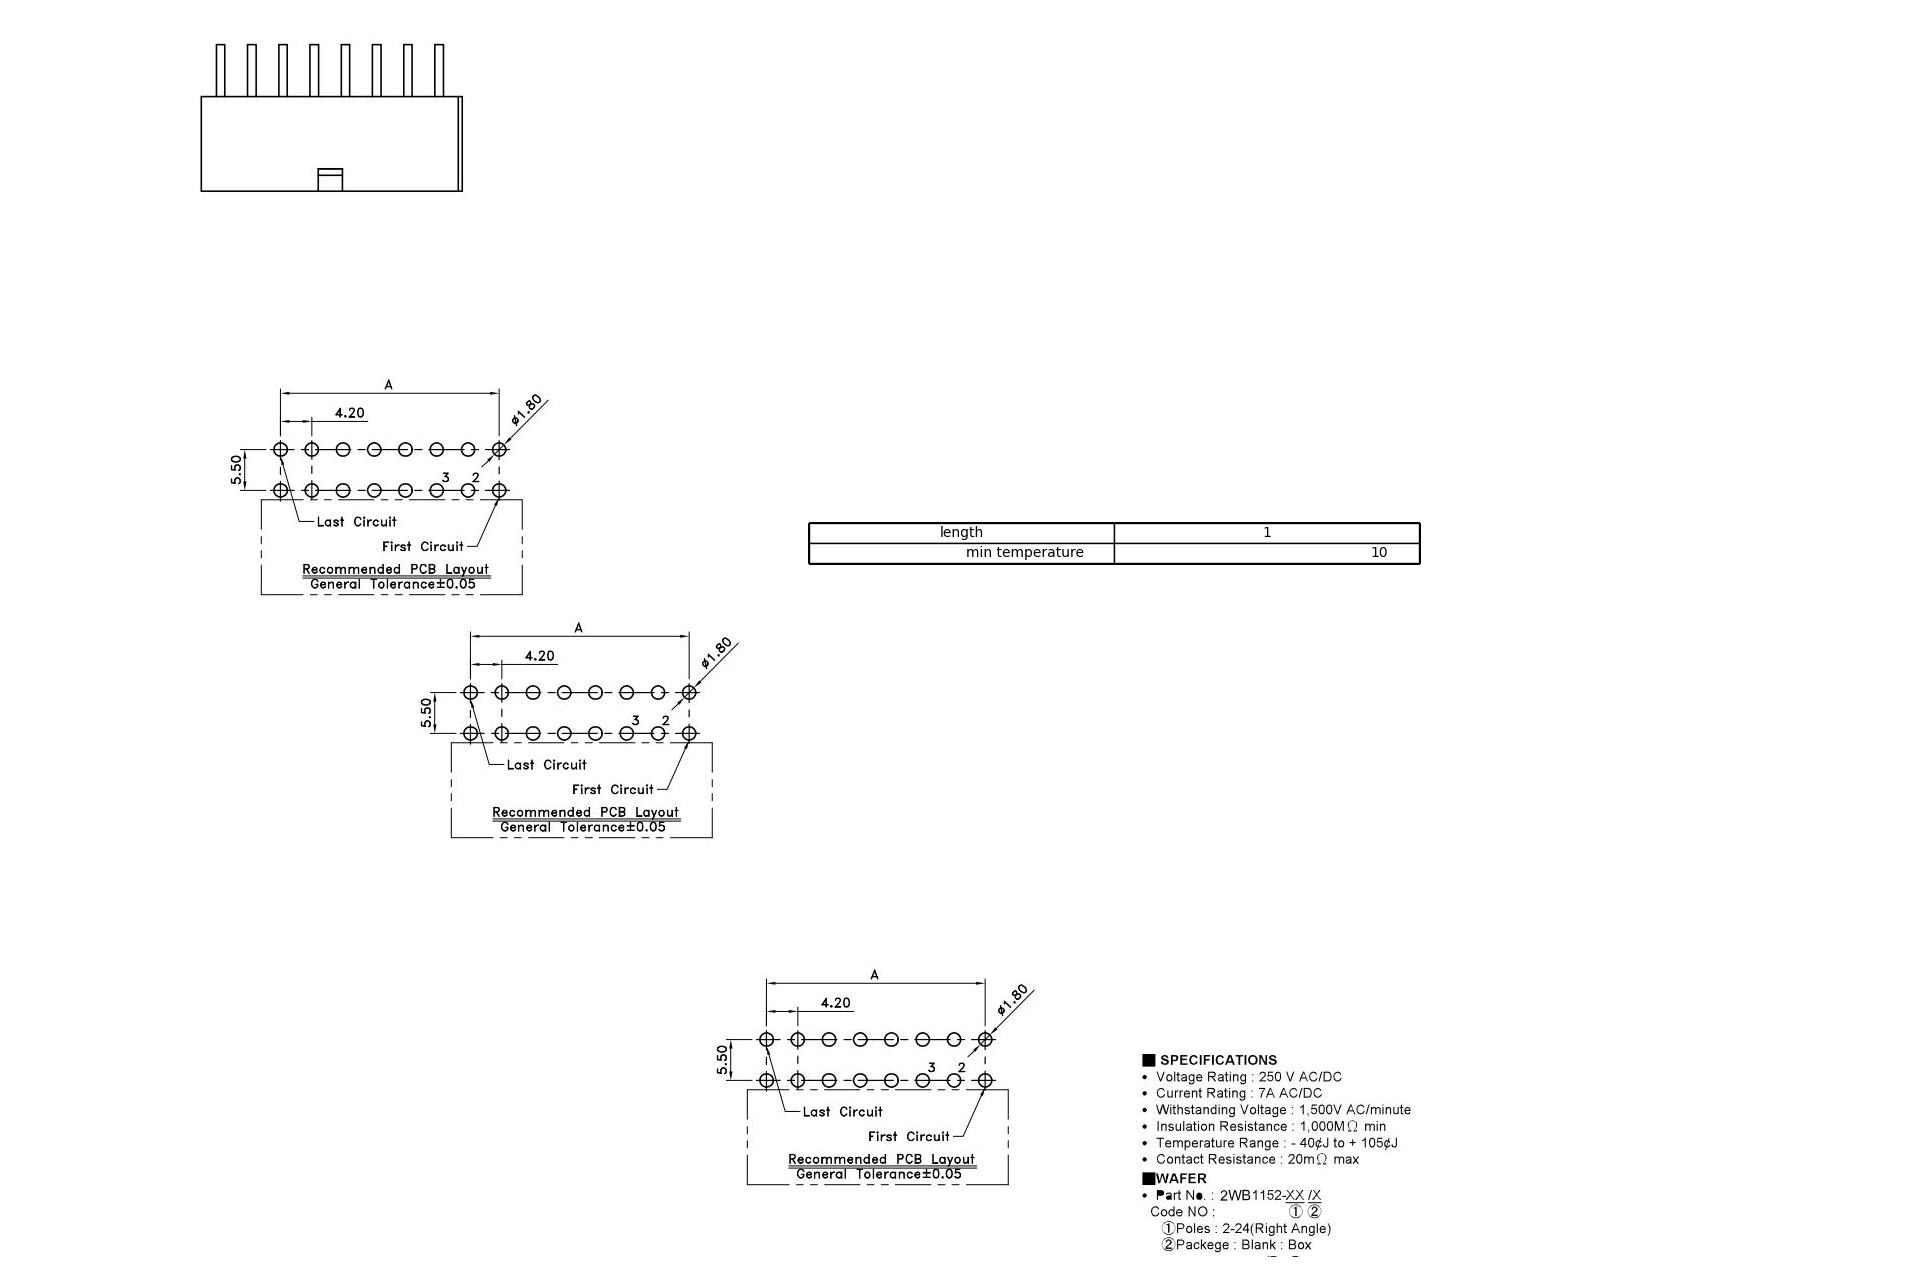 A
4.20
ø1.80
5.50
3 2
Last Circuit
First Circuit
Recommended PCB Layout
General Tolerance±0.05
length 1
min temperature 10
A
4.20
ø1.80
5.50
3 2
Last Circuit
First Circuit
Recommended PCB Layout
General Tolerance±0.05
A
4.20
ø1.80
5.50
3 2
Last Circuit
First Circuit
Recommended PCB Layout
General Tolerance±0.05
■ SPECIFICATIONS
• Voltage Rating : 250 V AC/DC
• Current Rating : 7A AC/DC
• Withstanding Voltage : 1,500V AC/minute
• Insulation Resistance : 1,000MΩ min
• Temperature Range : - 40¢J to + 105¢J
• Contact Resistance : 20mΩ max
■WAFER
• Part No. : 2WB1152-XX /X
Code NO : ① ②
①Poles : 2-24(Right Angle)
②Packege : Blank : Box